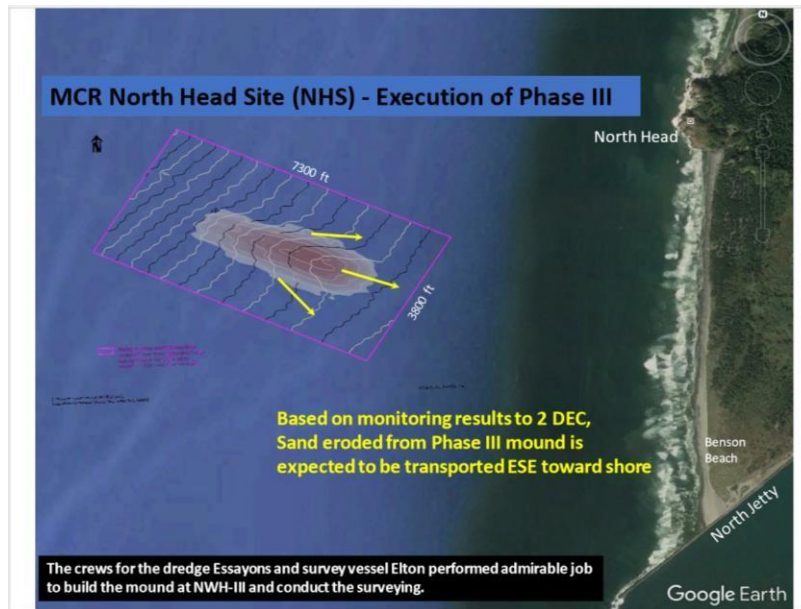 N
MCR North Head Site (NHS) - Execution of Phase III
North Head
N
7300 ft
3800 ft
Based on monitoring results to 2 DEC,
Sand eroded from Phase III mound is
expected to be transported ESE toward shore
Benson
Beach
North Jetty
The crews for the dredge Essayons and survey vessel Elton performed admirable job
to build the mound at NWH-III and conduct the surveying.
Google Earth